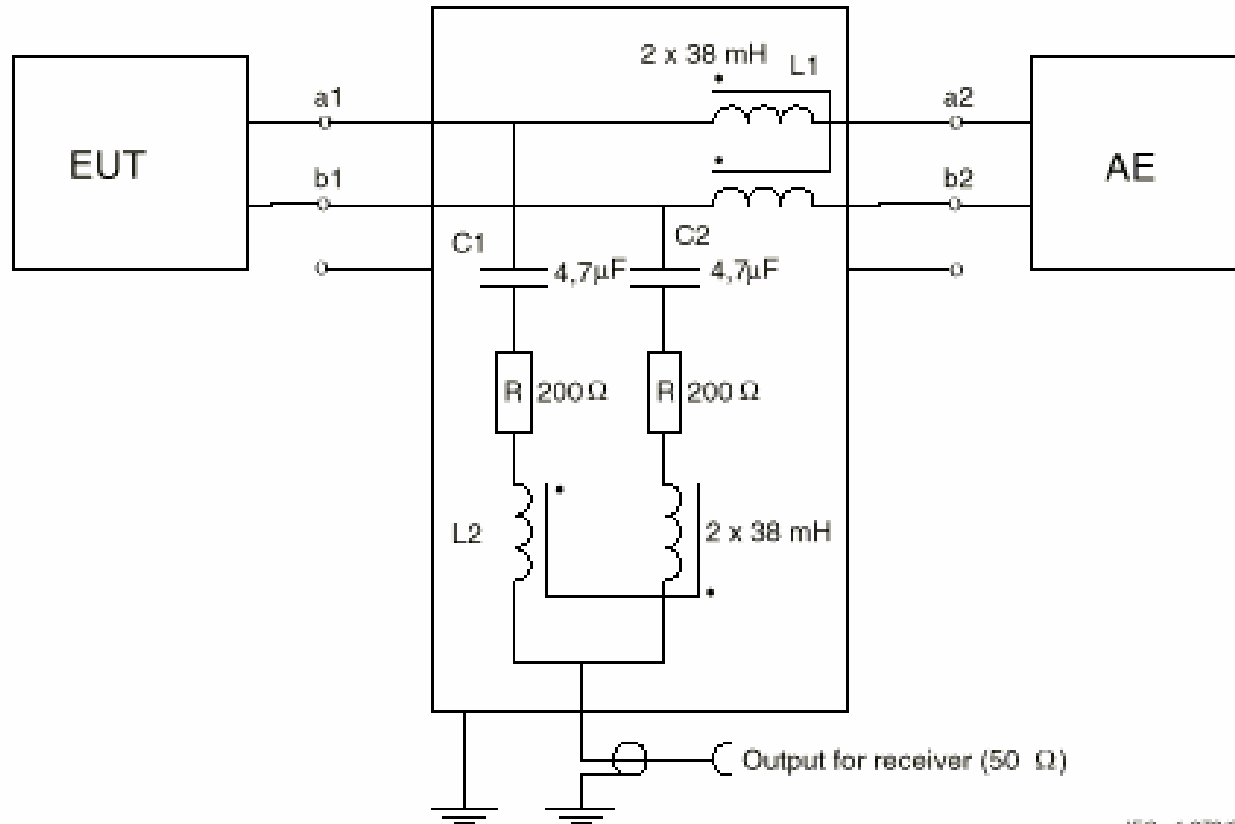 2 x 38 mH
L1
a1
a2
EUT
AE
b1
b2
C1
C2
4,7µF
4,7µF
R 200 Ω
R 200 Ω
L2
2 x 38 mH
Output for receiver (50 Ω)